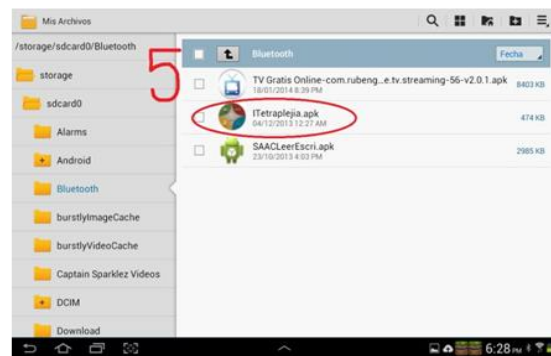 Mis Archivos
/storage/sdcard0/Bluetooth
storage
sdcard0
Alarms
Android
Bluetooth
burstlyImageCache
burstlyVideoCache
Captain Sparklez Videos
DCIM
Download
5
Bluetooth
Fecha
TV Gratis Online-com.rubeng...e.tv.streaming-56-v2.0.1.apk
18/01/2014 8:39 PM
8403 KB
ITetraplejia.apk
04/12/2013 12:27 AM
474 KB
SAACLeerEscri.apk
23/10/2013 4:03 PM
2985 KB
6:28 PM